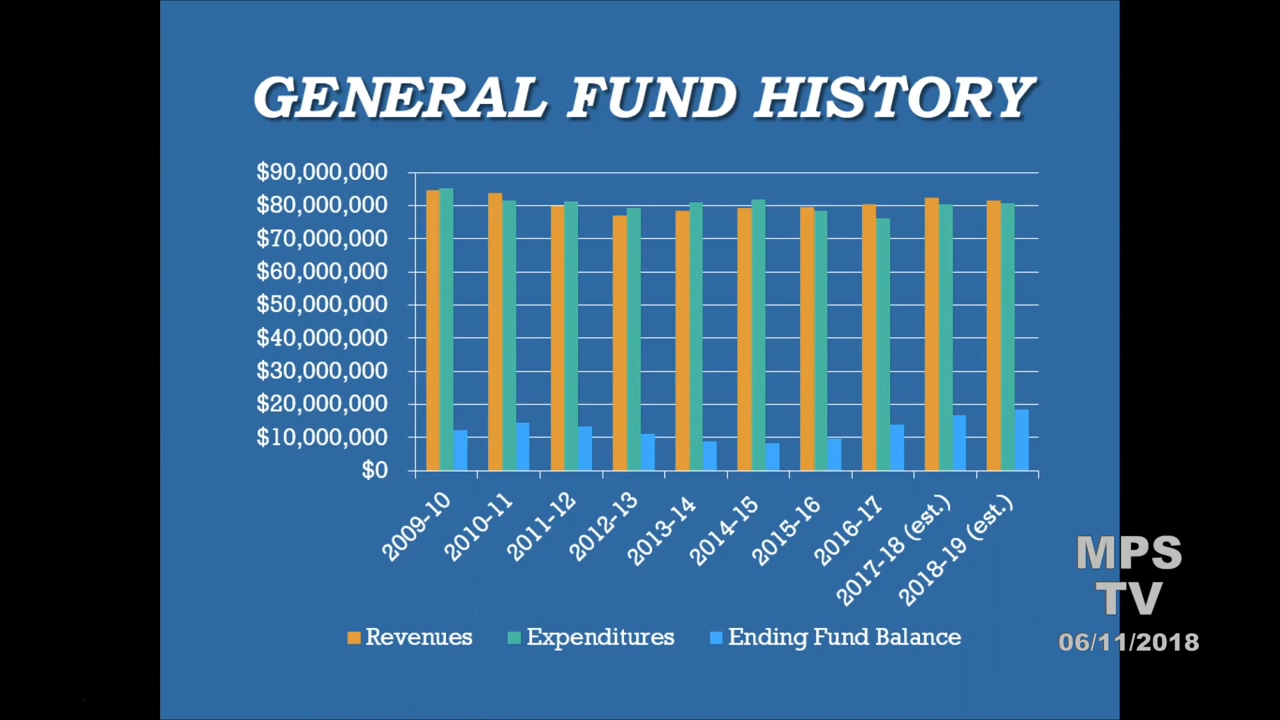 GENERAL FUND HISTORY
$90,000,000
$80,000,000
$70,000,000
$60,000,000
$50,000,000
$40,000,000
$30,000,000
$20,000,000
$10,000,000
$0
2009-10
2010-11
2011-12
2012-13
2013-14
2014-15
2015-16
2016-17
2017-18 (est.)
2018-19 (est.)
Revenues
Expenditures
Ending Fund Balance
MPS
TV
06/11/2018